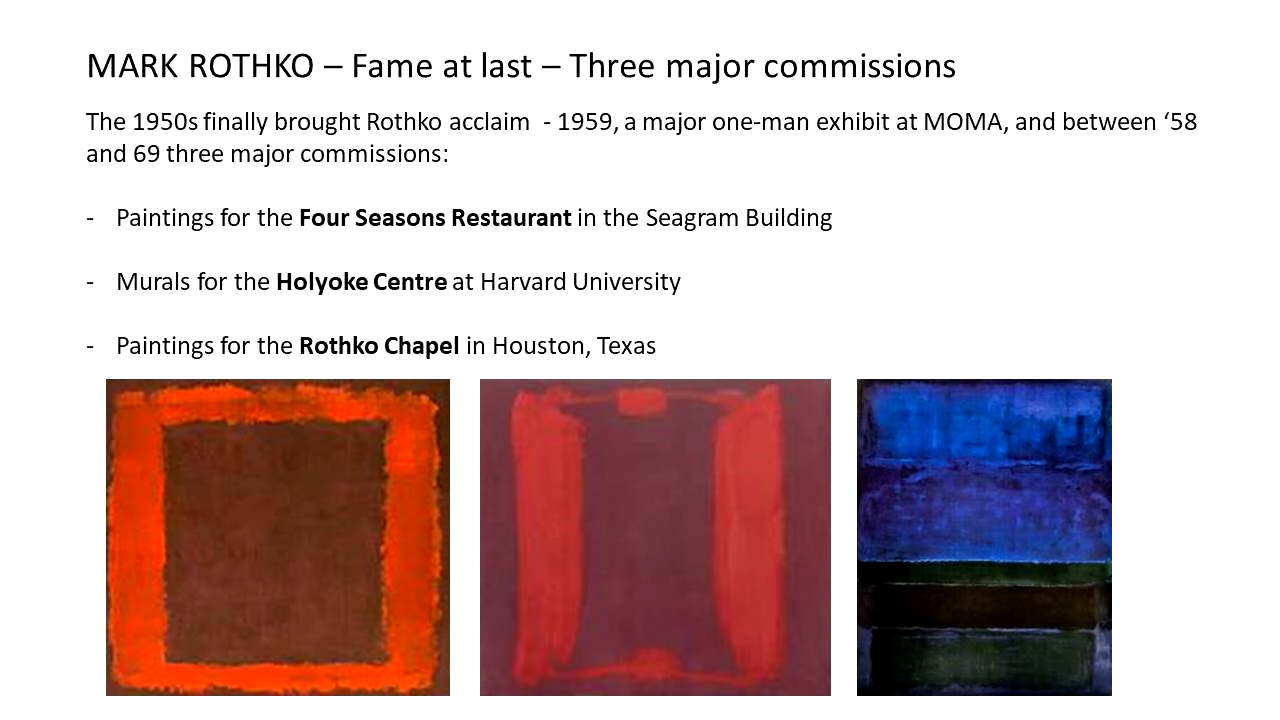 MARK ROTHKO – Fame at last – Three major commissions
The 1950s finally brought Rothko acclaim  - 1959, a major one-man exhibit at MOMA, and between ‘58
and 69 three major commissions:
- Paintings for the Four Seasons Restaurant in the Seagram Building
- Murals for the Holyoke Centre at Harvard University
- Paintings for the Rothko Chapel in Houston, Texas